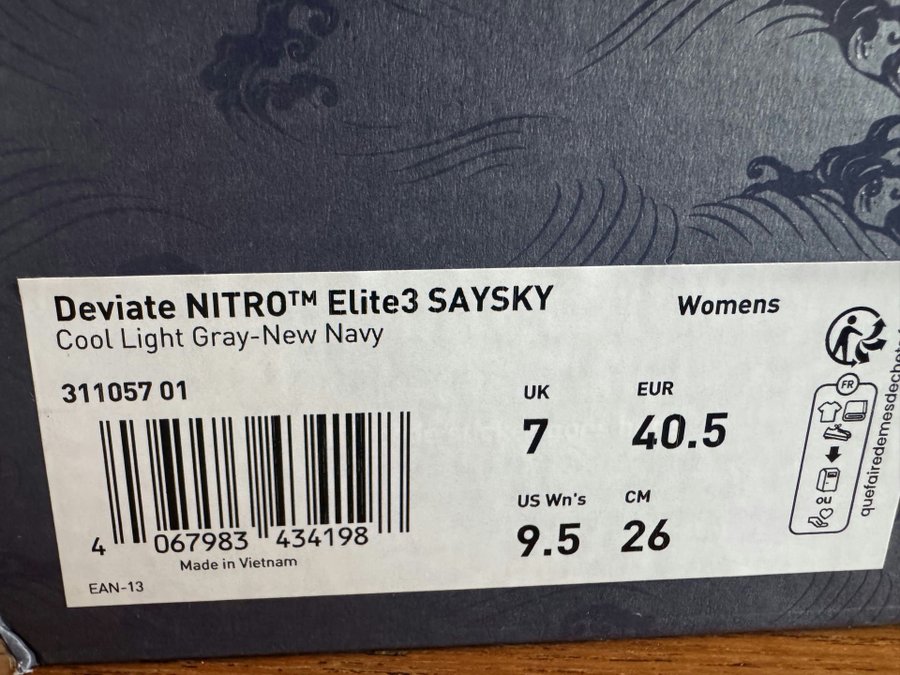 Deviate NITRO™ Elite3 SAYSKY
Womens
Cool Light Gray-New Navy
311057 01
UK
EUR
7
40.5
US Wn's
CM
9.5
26
4 067983 434198
Made in Vietnam
EAN-13
FR
OU